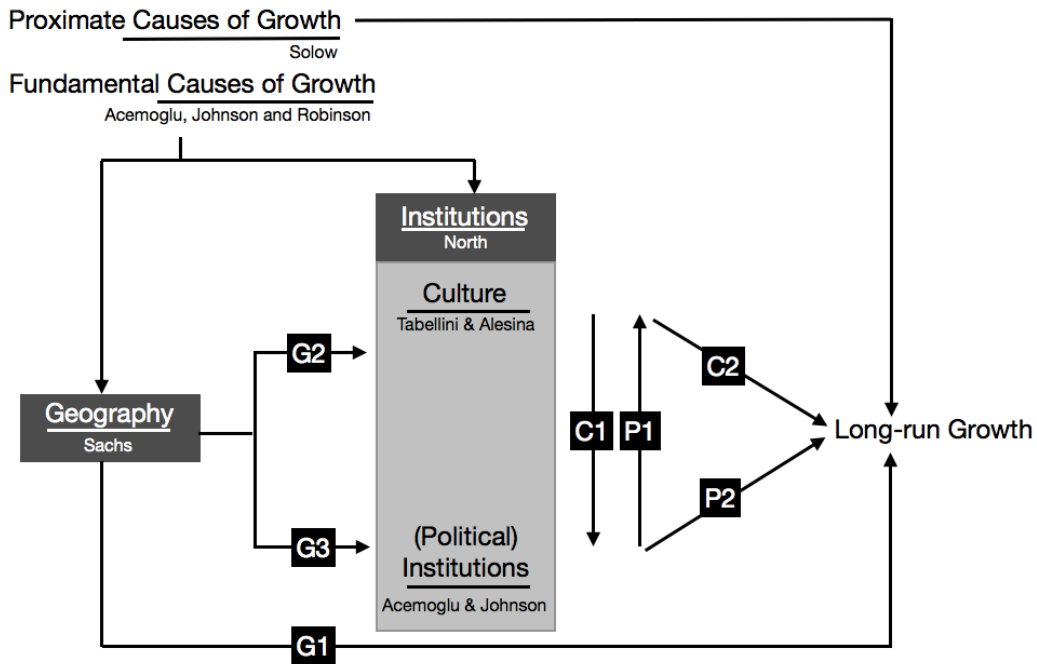 Proximate Causes of Growth
Solow
Fundamental Causes of Growth
Acemoglu, Johnson and Robinson
Institutions
North
Culture
Tabellini & Alesina
G2
C2
Geography
Sachs
C1
P1
Long-run Growth
P2
G3
(Political)
Institutions
Acemoglu & Johnson
G1